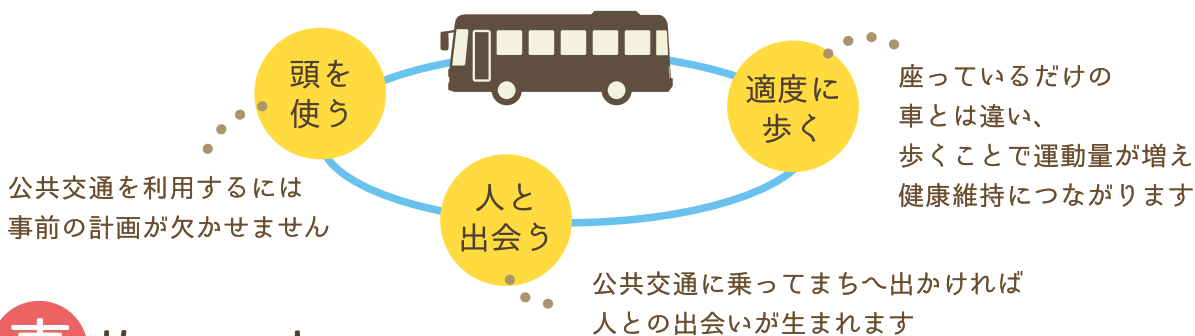 頭を
使う
適度に
歩く
座っているだけの
車とは違い、
歩くことで運動量が増え
健康維持につながります
公共交通を利用するには
事前の計画が欠かせません
人と
出会う
公共交通に乗ってまちへ出かければ
人との出会いが生まれます